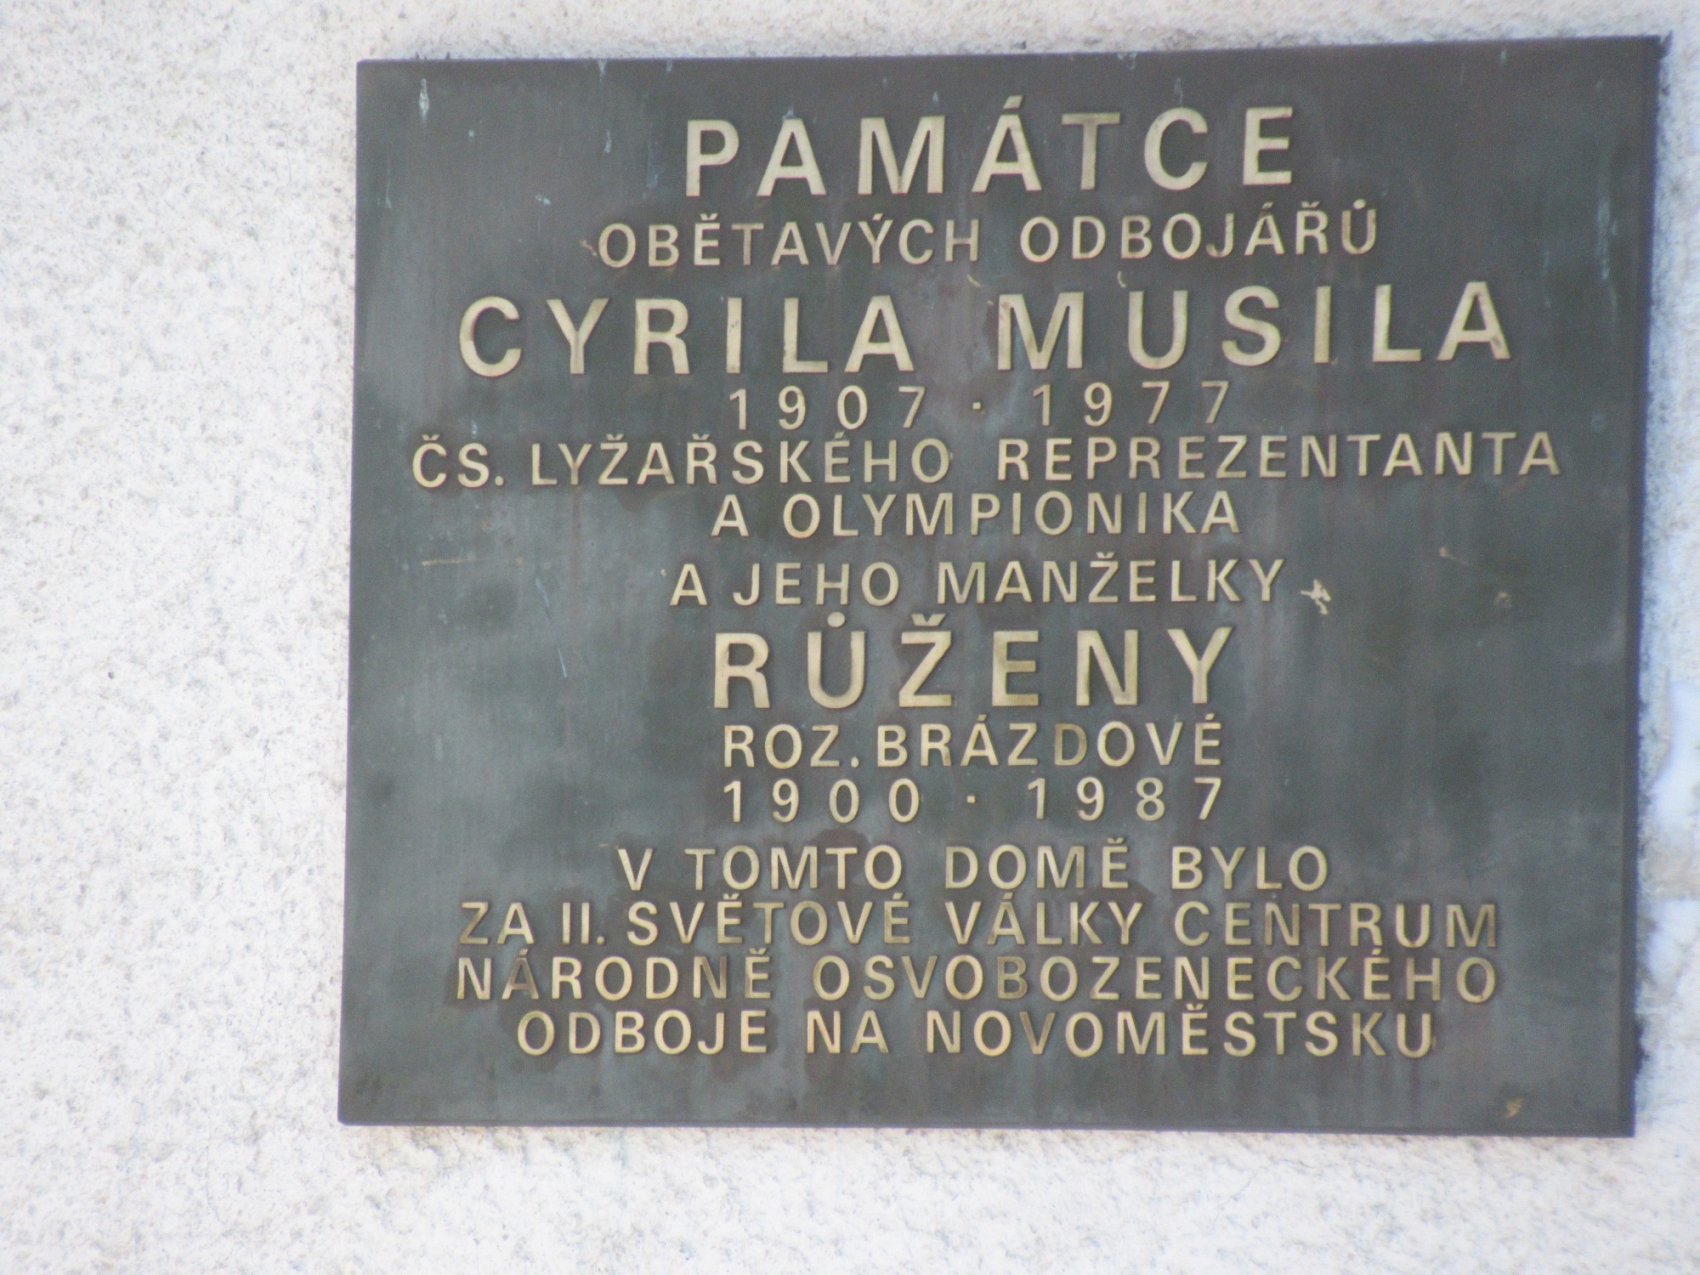 PAMÁTCE
OBĚTAVÝCH ODBOJÁŘŮ
CYRILA MUSILA
1907 · 1977
ČS. LYŽAŘSKÉHO REPREZENTANTA
A OLYMPIONIKA
A JEHO MANŽELKY
RŮŽENY
ROZ. BRÁZDOVÉ
1900 · 1987
V TOMTO DOMĚ BYLO
ZA II. SVĚTOVÉ VÁLKY CENTRUM
NÁRODNĚ OSVOBOZENECKÉHO
ODBOJE NA NOVOMĚSTSKU